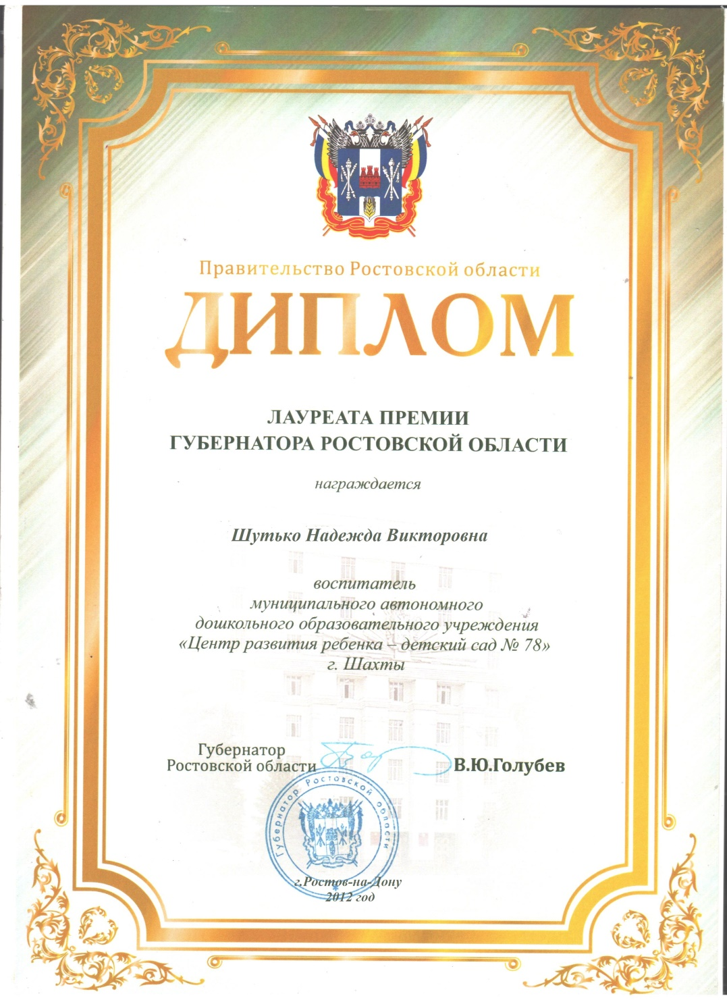 Правительство Ростовской области
ДИПЛОМ
ЛАУРЕАТА ПРЕМИИ
ГУБЕРНАТОРА РОСТОВСКОЙ ОБЛАСТИ
награждается
Шутько Надежда Викторовна
воспитатель
муниципального автономного
дошкольного образовательного учреждения
«Центр развития ребенка – детский сад № 78»
г. Шахты
Губернатор
Ростовской области
В.Ю.Голубев
Губернатор Ростовской области
г.Ростов-на-Дону
2012 год